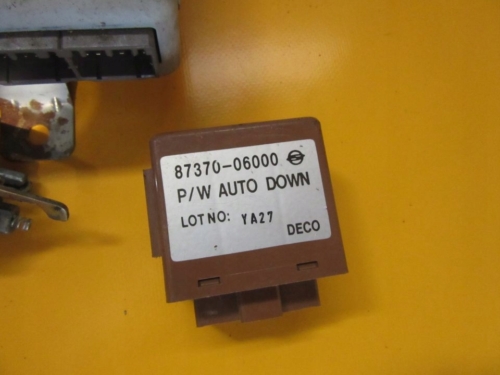 87370-06000
P/W AUTO DOWN
LOT NO: YA27
DECO